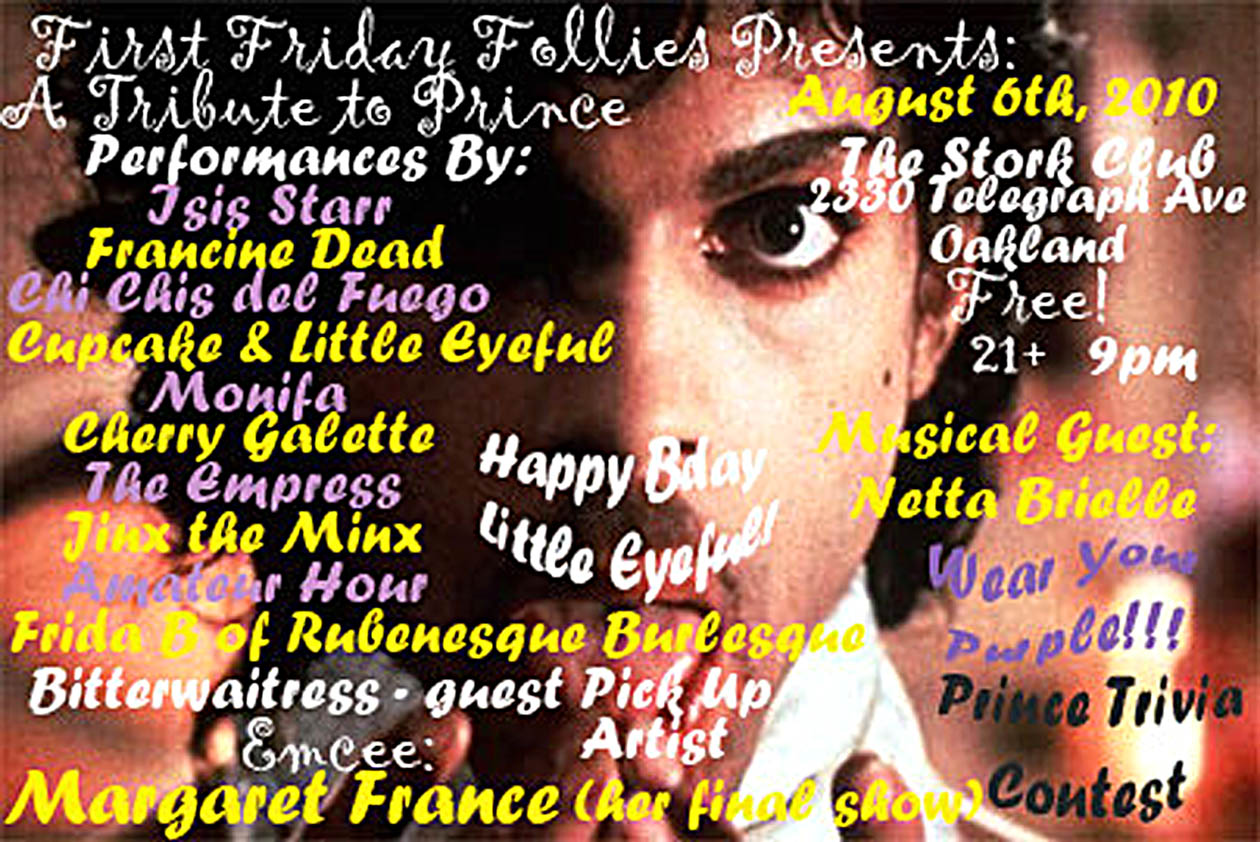 First Friday Follies Presents:
A Tribute to Prince
Performances By:
Isis Starr
Francine Dead
Chi Chis del Fuego
Cupcake & Little Eyeful
Monifa
Cherry Galette
The Empress
Jinx the Minx
Amateur Hour
Frida B of Rubenesque Burlesque
Bitterwaitress - guest Pick Up
Artist
Emcee:
Margaret France (her final show)
Happy Bday
Little Eyeful!
August 6th, 2010
The Stork Club
2330 Telegraph Ave
Oakland
Free!
21+ 9pm
Musical Guest:
Netta Brielle
Wear Your
Purple!!!
Prince Trivia
Contest